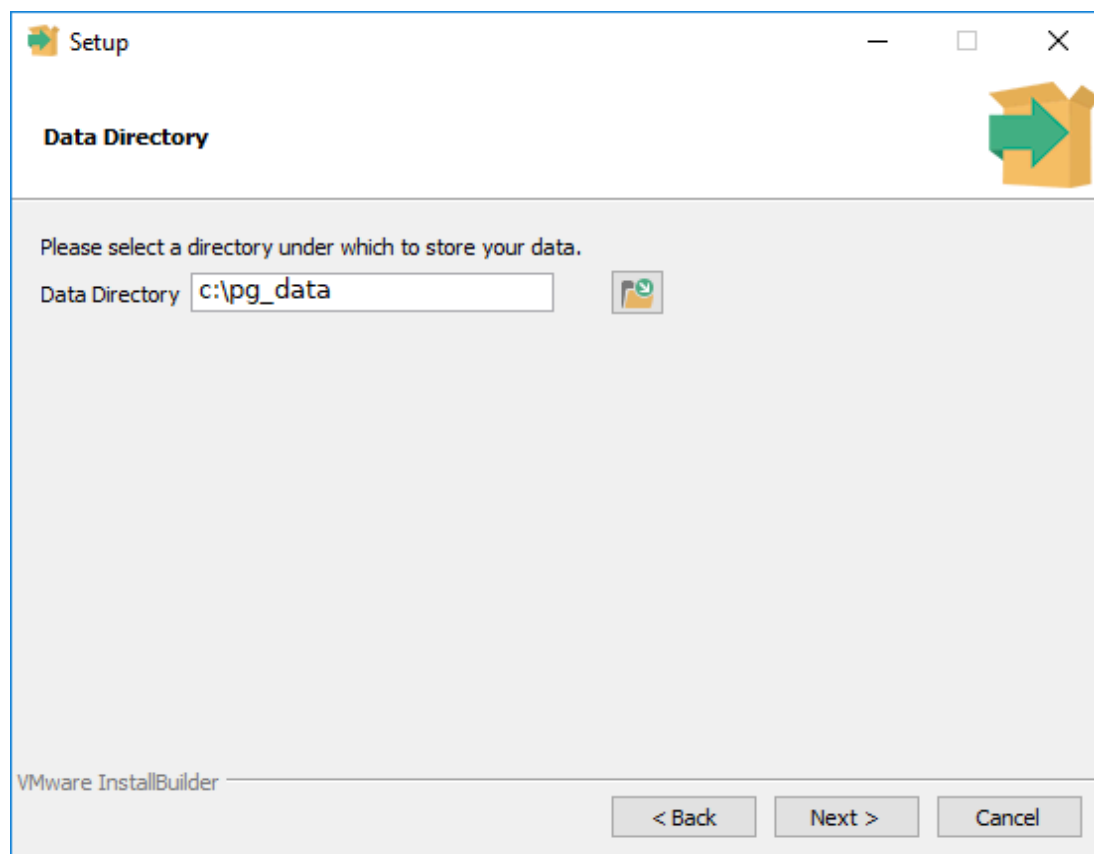 Setup
Data Directory
Please select a directory under which to store your data.
Data Directory c:\pg_data
VMware InstallBuilder
< Back Next > Cancel